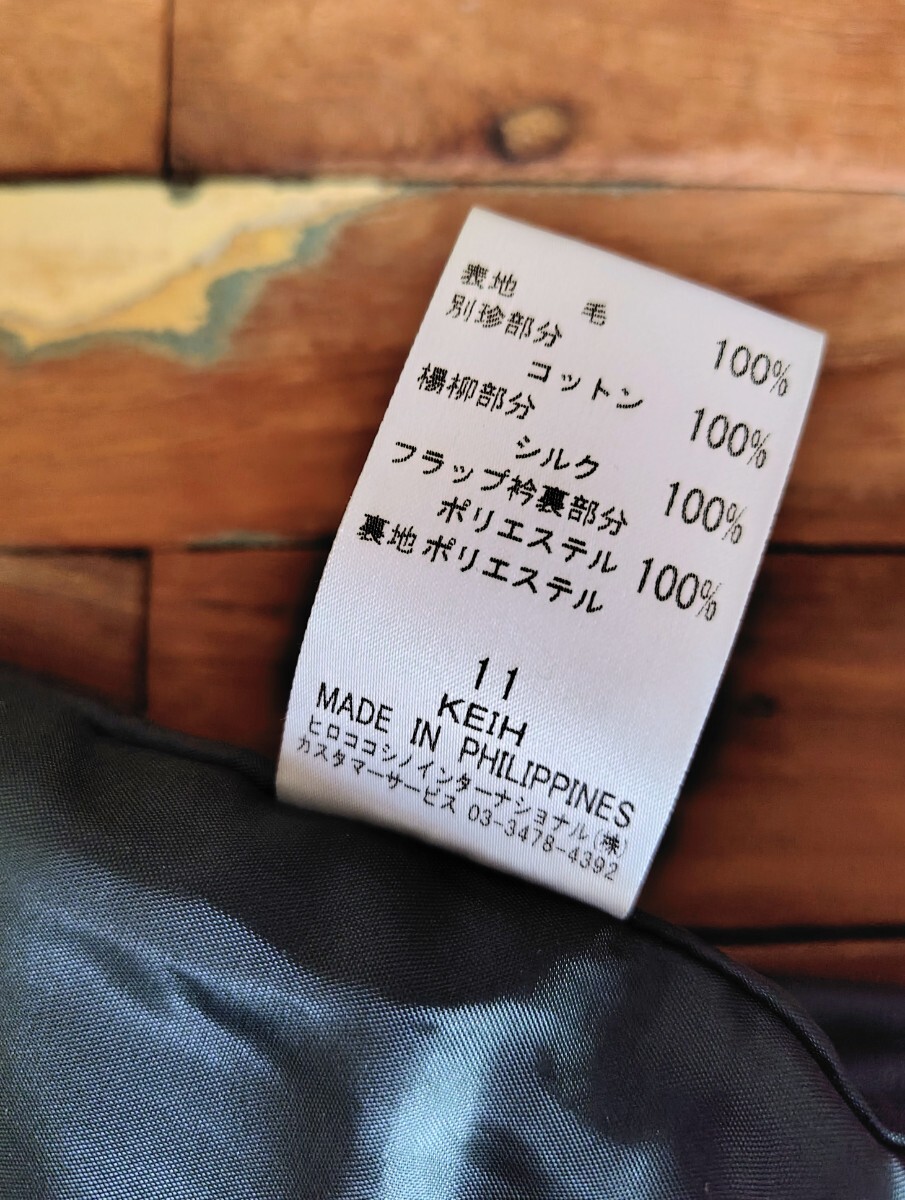 表地 毛 100%
別珍部分
コットン 100%
楊柳部分
シルク 100%
フラップ衿裏部分
ポリエステル 100%
裏地ポリエステル
11
KEIH
MADE IN PHILIPPINES
ヒロココシノインターナショナル(株)
カスタマーサービス 03-3478-4392